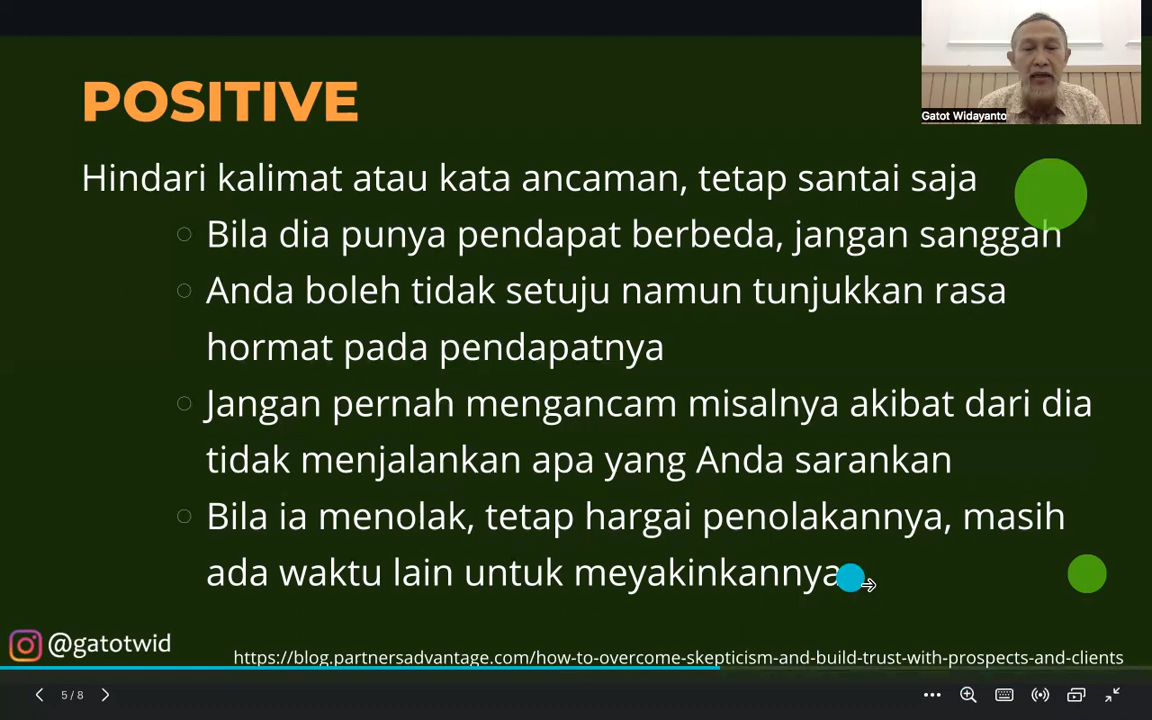 Gatot Widayanto
POSITIVE
Hindari kalimat atau kata ancaman, tetap santai saja
Bila dia punya pendapat berbeda, jangan sanggah
Anda boleh tidak setuju namun tunjukkan rasa
hormat pada pendapatnya
Jangan pernah mengancam misalnya akibat dari dia
tidak menjalankan apa yang Anda sarankan
Bila ia menolak, tetap hargai penolakannya, masih
ada waktu lain untuk meyakinkannya
@gatotwid
https://blog.partnersadvantage.com/how-to-overcome-skepticism-and-build-trust-with-prospects-and-clients
5 / 8